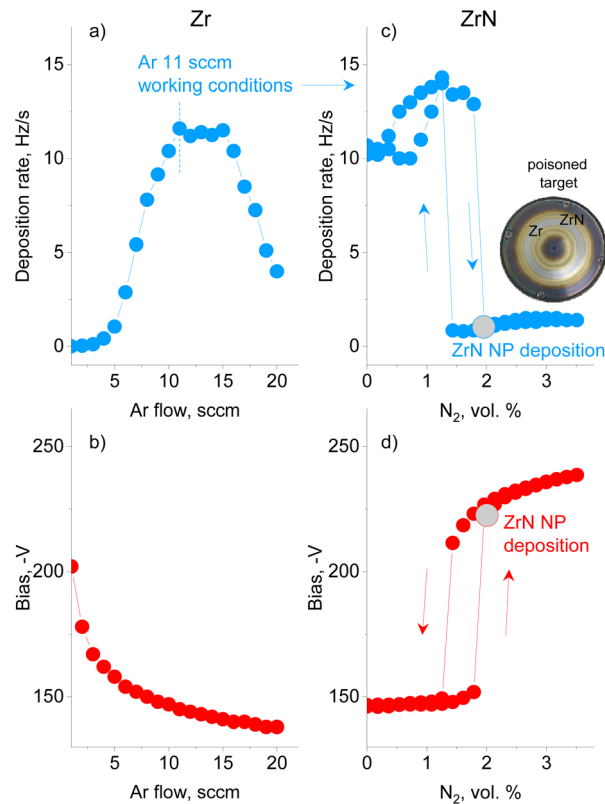 Zr
ZrN
a)
Ar 11 sccm
working conditions
15
10
5
0
Deposition rate, Hz/s
5
10
15
20
Ar flow, sccm
c)
15
10
5
0
Deposition rate, Hz/s
poisoned
target
ZrN
Zr
ZrN NP deposition
0
1
2
3
N2, vol. %
b)
250
200
150
Bias, -V
5
10
15
20
Ar flow, sccm
d)
250
200
150
Bias, -V
ZrN NP
deposition
0
1
2
3
N2, vol. %